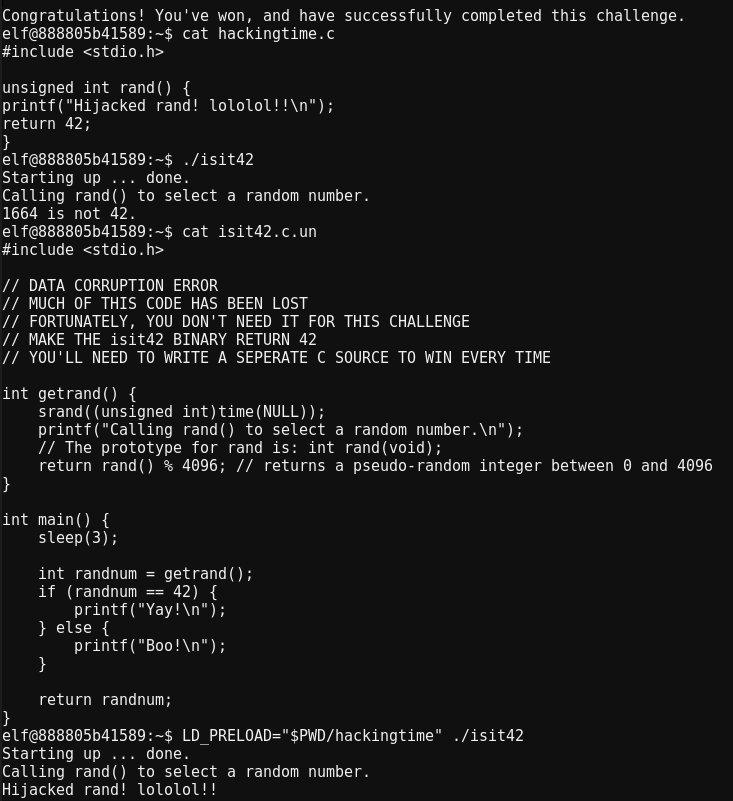 Congratulations! You've won, and have successfully completed this challenge.
elf@888805b41589:~$ cat hackingtime.c
#include <stdio.h>

unsigned int rand() {
printf("Hijacked rand! lololol!!\n");
return 42;
}
elf@888805b41589:~$ ./isit42
Starting up ... done.
Calling rand() to select a random number.
1664 is not 42.
elf@888805b41589:~$ cat isit42.c.un
#include <stdio.h>

// DATA CORRUPTION ERROR
// MUCH OF THIS CODE HAS BEEN LOST
// FORTUNATELY, YOU DON'T NEED IT FOR THIS CHALLENGE
// MAKE THE isit42 BINARY RETURN 42
// YOU'LL NEED TO WRITE A SEPERATE C SOURCE TO WIN EVERY TIME

int getrand() {
    srand((unsigned int)time(NULL));
    printf("Calling rand() to select a random number.\n");
    // The prototype for rand is: int rand(void);
    return rand() % 4096; // returns a pseudo-random integer between 0 and 4096
}

int main() {
    sleep(3);

    int randnum = getrand();
    if (randnum == 42) {
        printf("Yay!\n");
    } else {
        printf("Boo!\n");
    }

    return randnum;
}
elf@888805b41589:~$ LD_PRELOAD="$PWD/hackingtime" ./isit42
Starting up ... done.
Calling rand() to select a random number.
Hijacked rand! lololol!!